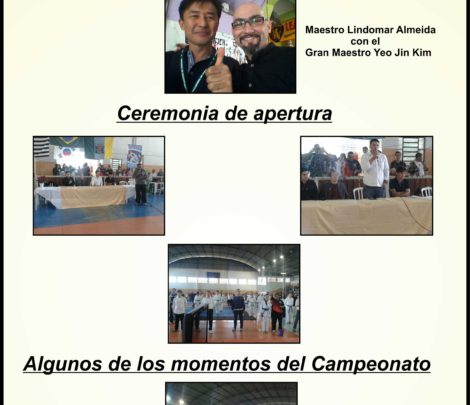 Maestro Lindomar Almeida
con el
Gran Maestro Yeo Jin Kim
Ceremonia de apertura
Algunos de los momentos del Campeonato